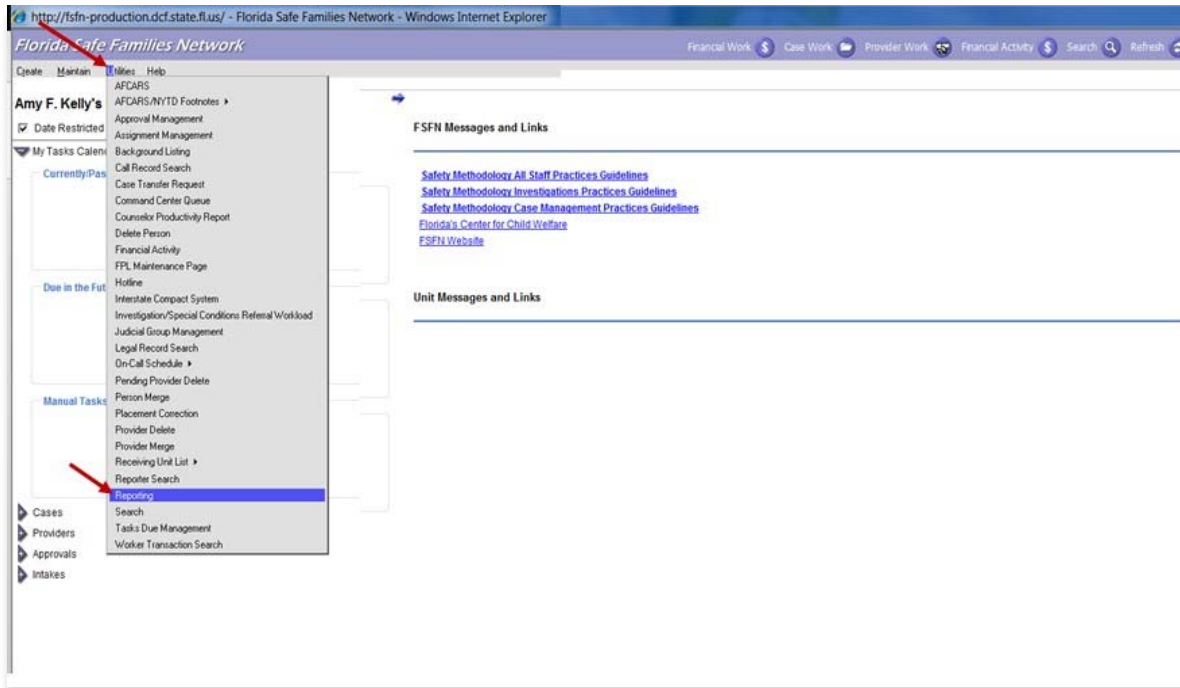 http://fsfn-production.dcf.state.fl.us/ - Florida Safe Families Network - Windows Internet Explorer
Florida Safe Families Network
Financial Work $ Case Work Provider Work Financial Activity $ Search Refresh
Create Maintain Utilities Help
Amy F. Kelly's
Date Restricted
My Tasks Calen
Currently/Pas
Due in the Fut
Manual Tasks
Cases
Providers
Approvals
Intakes
AFCARS
AFCARS/NYTD Footnotes
Approval Management
Assignment Management
Background Listing
Call Record Search
Case Transfer Request
Command Center Queue
Counselor Productivity Report
Delete Person
Financial Activity
FPL Maintenance Page
Hotline
Interstate Compact System
Investigation/Special Conditions Referral Workload
Judicial Group Management
Legal Record Search
On-Call Schedule
Pending Provider Delete
Person Merge
Placement Correction
Provider Delete
Provider Merge
Receiving Unit List
Reporter Search
Reporting
Search
Tasks Due Management
Worker Transaction Search
FSFN Messages and Links
Safety Methodology All Staff Practices Guidelines
Safety Methodology Investigations Practices Guidelines
Safety Methodology Case Management Practices Guidelines
Florida's Center for Child Welfare
FSFN Website
Unit Messages and Links